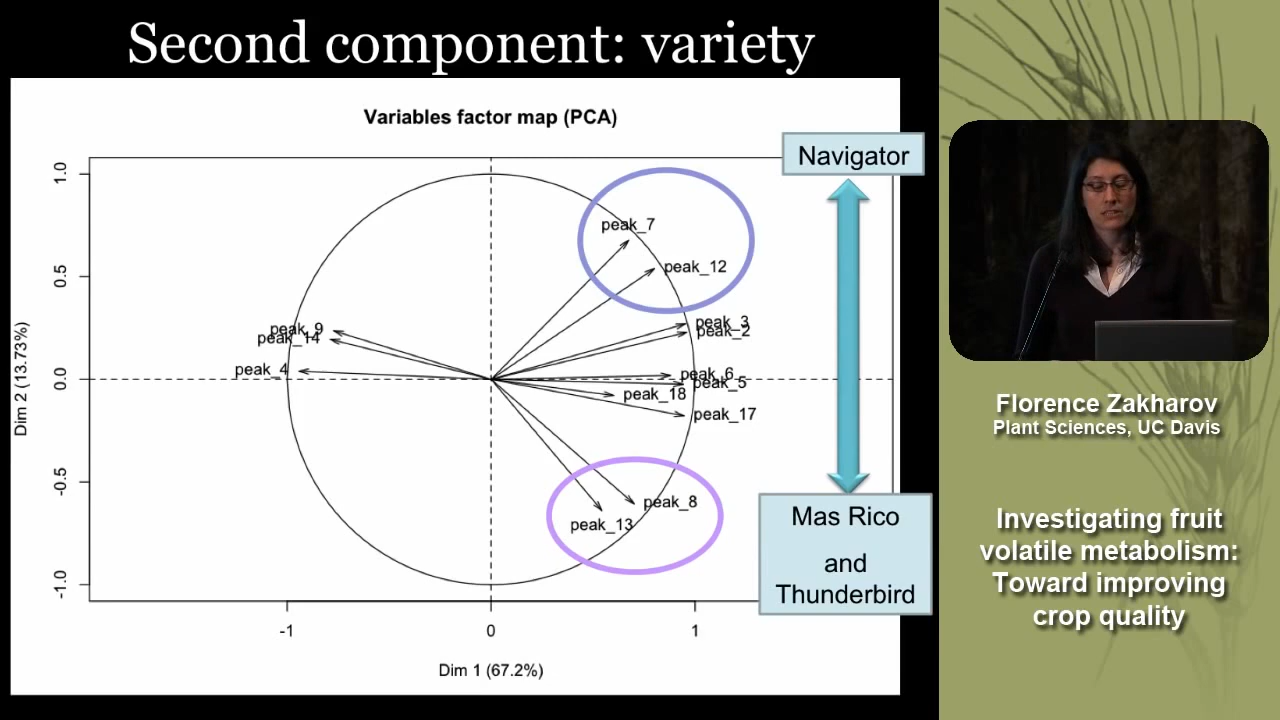 Second component: variety
Variables factor map (PCA)
Navigator
peak_7
peak_12
peak_3
peak_2
peak_9
peak_14
peak_4
peak_6
peak_5
peak_18
peak_17
peak_8
peak_13
Mas Rico
and
Thunderbird
1.0
0.5
0.0
-0.5
-1.0
Dim 2 (13.73%)
-1
0
1
Dim 1 (67.2%)
Florence Zakharov
Plant Sciences, UC Davis
Investigating fruit
volatile metabolism:
Toward improving
crop quality